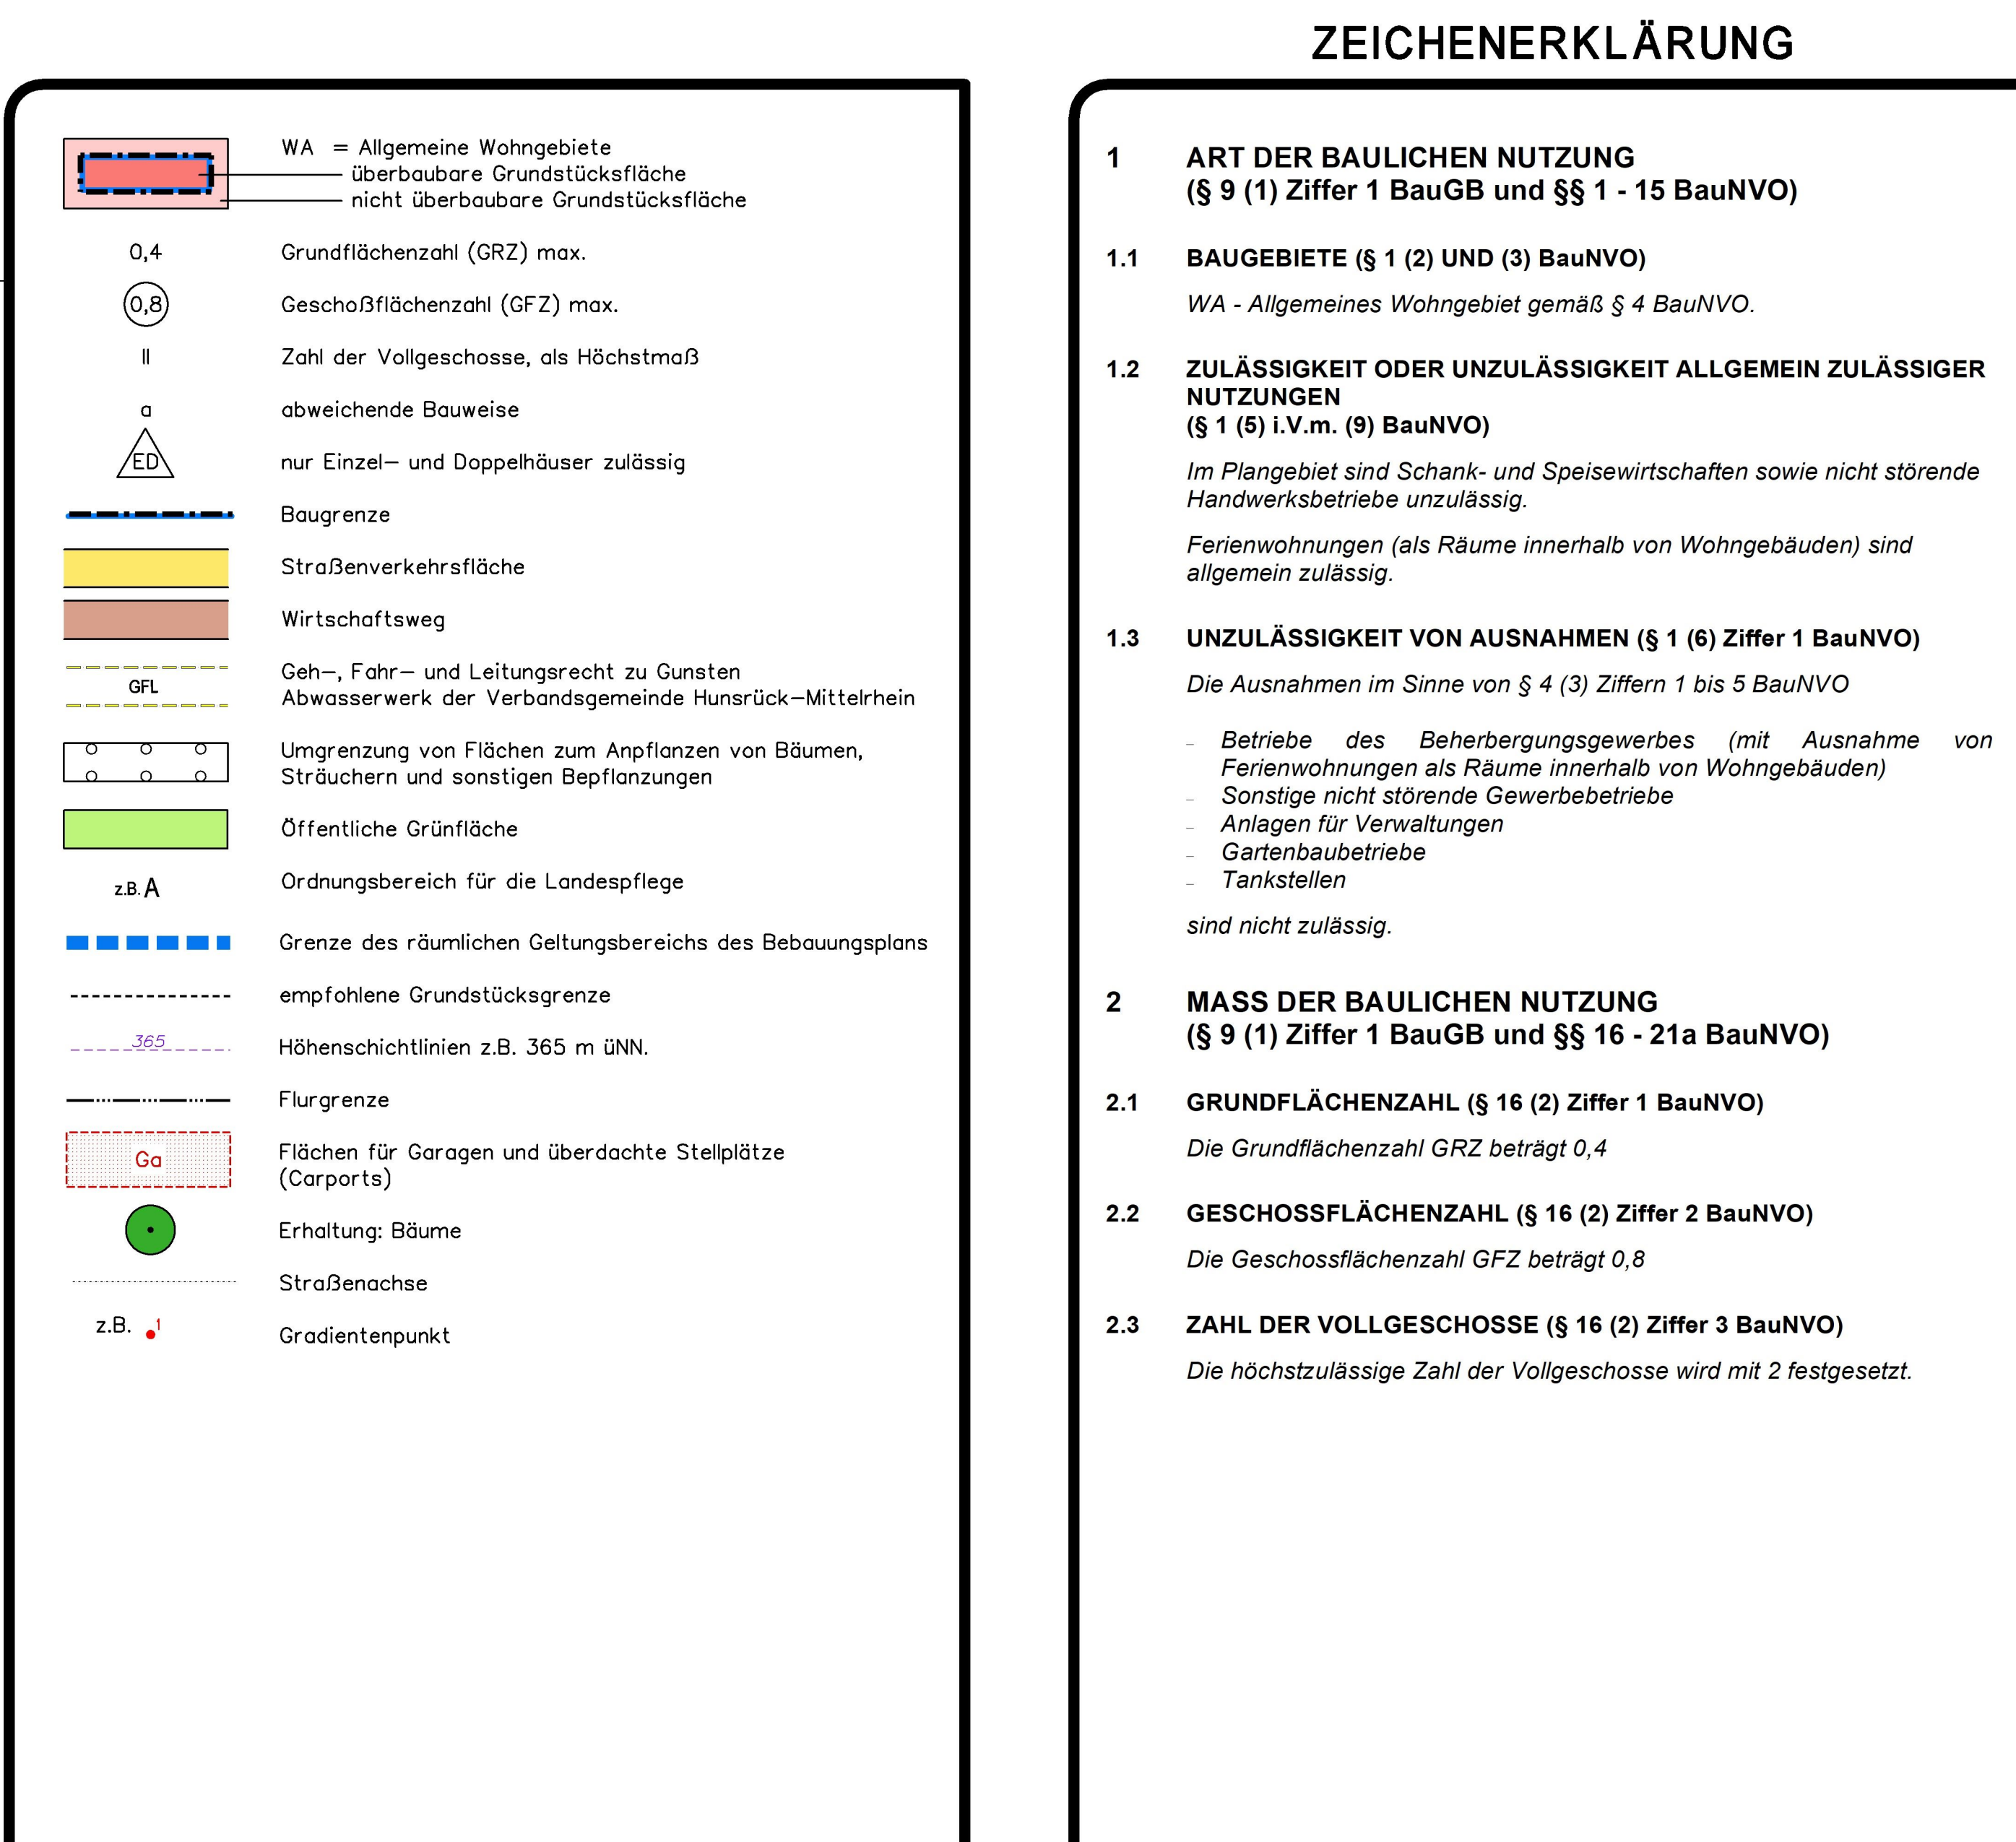 ZEICHENERKLÄRUNG
WA = Allgemeine Wohngebiete
überbaubare Grundstücksfläche
nicht überbaubare Grundstücksfläche
0,4 Grundflächenzahl (GRZ) max.
0,8 Geschoßflächenzahl (GFZ) max.
II Zahl der Vollgeschosse, als Höchstmaß
a abweichende Bauweise
ED nur Einzel– und Doppelhäuser zulässig
Baugrenze
Straßenverkehrsfläche
Wirtschaftsweg
Geh–, Fahr– und Leitungsrecht zu Gunsten
GFL Abwasserwerk der Verbandsgemeinde Hunsrück–Mittelrhein
Umgrenzung von Flächen zum Anpflanzen von Bäumen,
Sträuchern und sonstigen Bepflanzungen
Öffentliche Grünfläche
z.B. A Ordnungsbereich für die Landespflege
Grenze des räumlichen Geltungsbereichs des Bebauungsplans
empfohlene Grundstücksgrenze
365 Höhenschichtlinien z.B. 365 m üNN.
Flurgrenze
Ga Flächen für Garagen und überdachte Stellplätze
(Carports)
Erhaltung: Bäume
Straßenachse
z.B. 1 Gradientenpunkt
1 ART DER BAULICHEN NUTZUNG
(§ 9 (1) Ziffer 1 BauGB und §§ 1 - 15 BauNVO)
1.1 BAUGEBIETE (§ 1 (2) UND (3) BauNVO)
WA - Allgemeines Wohngebiet gemäß § 4 BauNVO.
1.2 ZULÄSSIGKEIT ODER UNZULÄSSIGKEIT ALLGEMEIN ZULÄSSIGER
NUTZUNGEN
(§ 1 (5) i.V.m. (9) BauNVO)
Im Plangebiet sind Schank- und Speisewirtschaften sowie nicht störende
Handwerksbetriebe unzulässig.
Ferienwohnungen (als Räume innerhalb von Wohngebäuden) sind
allgemein zulässig.
1.3 UNZULÄSSIGKEIT VON AUSNAHMEN (§ 1 (6) Ziffer 1 BauNVO)
Die Ausnahmen im Sinne von § 4 (3) Ziffern 1 bis 5 BauNVO
– Betriebe des Beherbergungsgewerbes (mit Ausnahme von
Ferienwohnungen als Räume innerhalb von Wohngebäuden)
– Sonstige nicht störende Gewerbebetriebe
– Anlagen für Verwaltungen
– Gartenbaubetriebe
– Tankstellen
sind nicht zulässig.
2 MASS DER BAULICHEN NUTZUNG
(§ 9 (1) Ziffer 1 BauGB und §§ 16 - 21a BauNVO)
2.1 GRUNDFLÄCHENZAHL (§ 16 (2) Ziffer 1 BauNVO)
Die Grundflächenzahl GRZ beträgt 0,4
2.2 GESCHOSSFLÄCHENZAHL (§ 16 (2) Ziffer 2 BauNVO)
Die Geschossflächenzahl GFZ beträgt 0,8
2.3 ZAHL DER VOLLGESCHOSSE (§ 16 (2) Ziffer 3 BauNVO)
Die höchstzulässige Zahl der Vollgeschosse wird mit 2 festgesetzt.